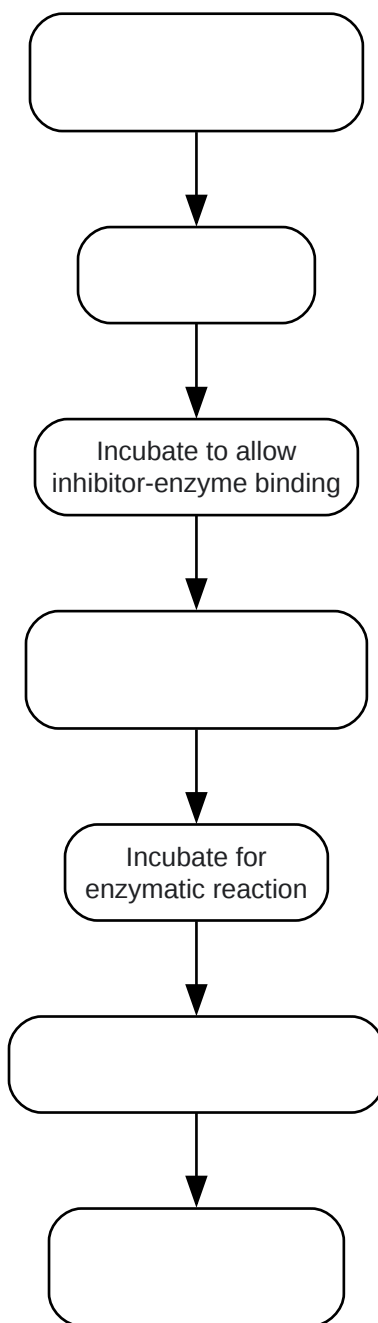 Incubate to allow
inhibitor-enzyme binding
Incubate for
enzymatic reaction